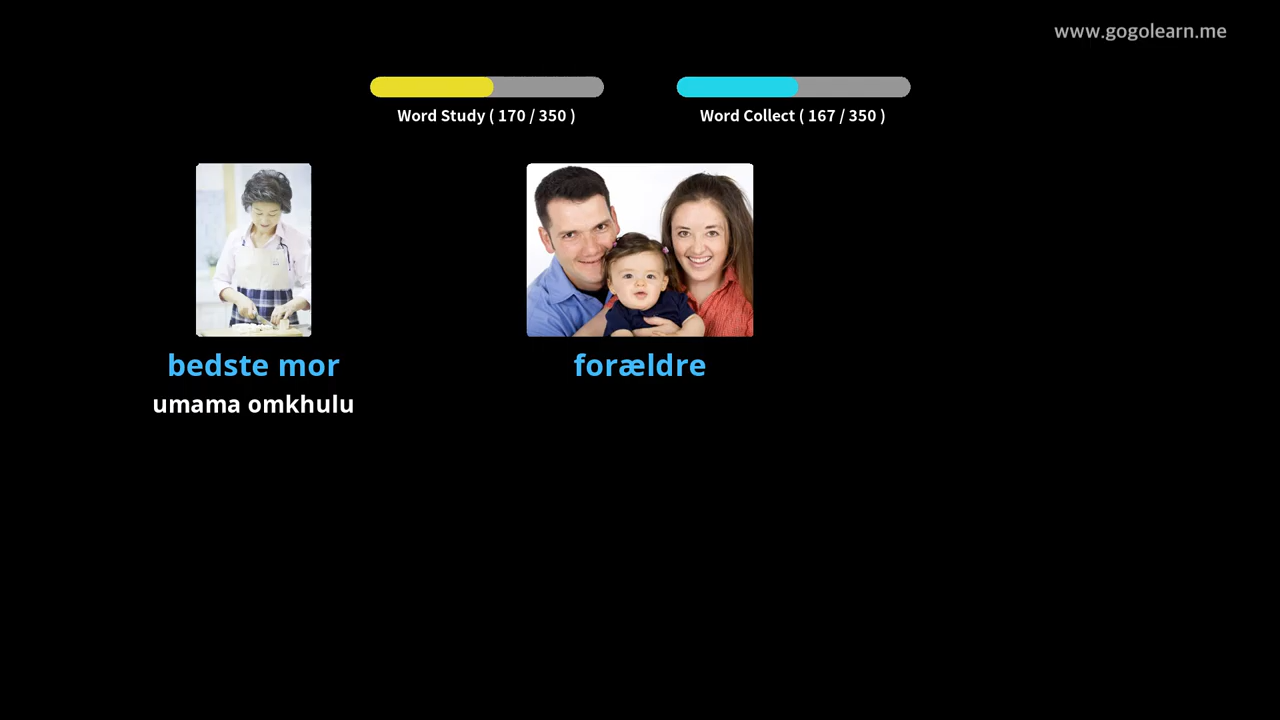 www.gogolearn.me
Word Study ( 170 / 350 )
Word Collect ( 167 / 350 )
bedste mor
umama omkhulu
forældre